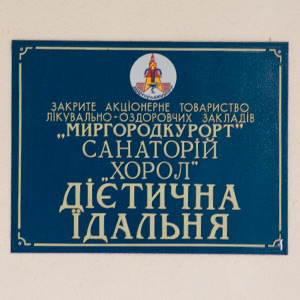 ЗАКРИТЕ АКЦІОНЕРНЕ ТОВАРИСТВО
ЛІКУВАЛЬНО-ОЗДОРОВЧИХ ЗАКЛАДІВ
„МИРГОРОДКУРОРТ"
САНАТОРІЙ
„ХОРОЛ"
ДІЄТИЧНА
ЇДАЛЬНЯ